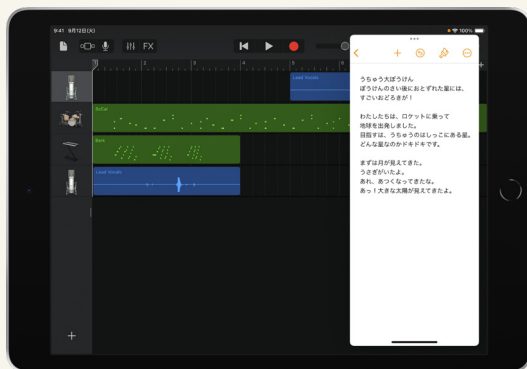 9:41 9月12日(火)
100%
FX
2
3
4
5
6
Lead Vocals
SoCal
Bark
Lead Vocals
うちゅう大ぼうけん
ぼうけんのさい後におとずれた星には、
すごいおどろきが！
わたしたちは、ロケットに乗って
地球を出発しました。
目指すは、うちゅうのはしっこにある星。
どんな星なのかドキドキです。
まずは月が見えてきた。
うさぎがいたよ。
あれ、あつくなってきたな。
あっ！大きな太陽が見えてきたよ。